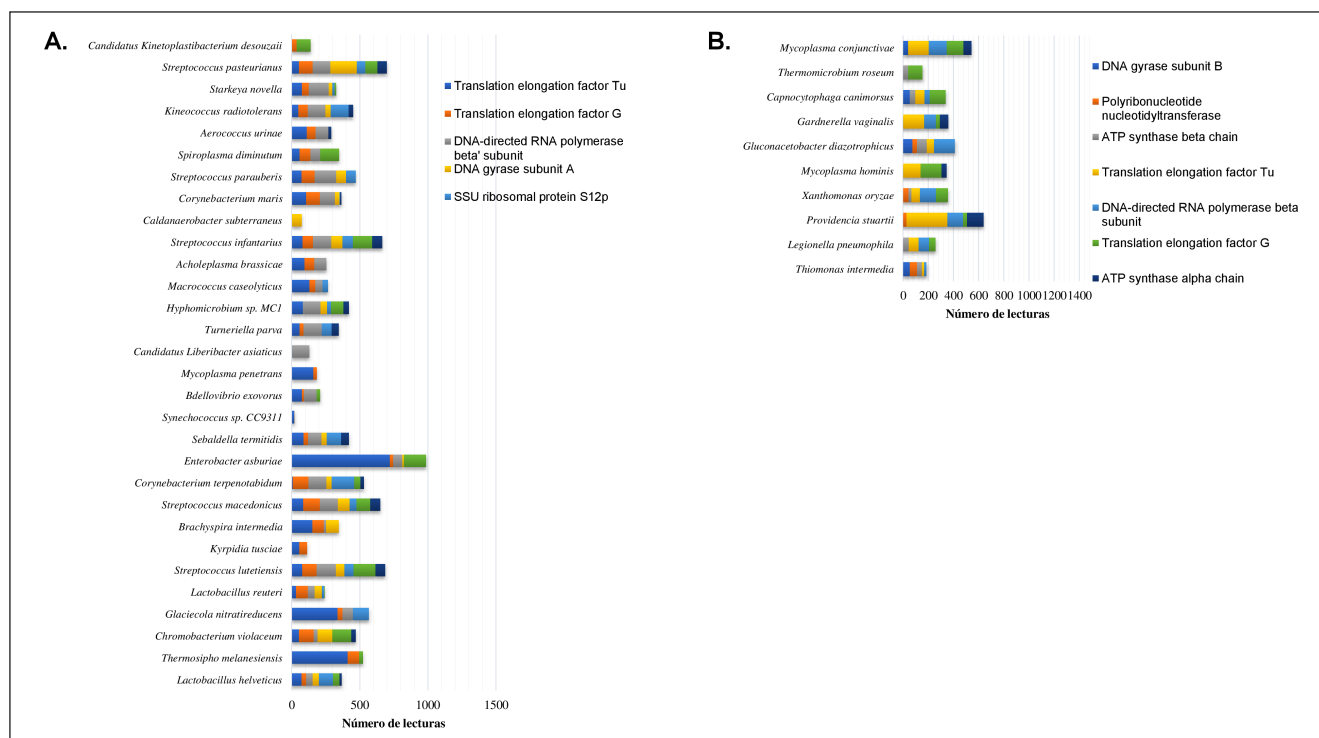 A.
Candidatus Kinetoplastibacterium desouzaii
Streptococcus pasteurianus
Starkeya novella
Kineococcus radiotolerans
Aerococcus urinae
Spiroplasma diminutum
Streptococcus parauberis
Corynebacterium maris
Caldanaerobacter subterraneus
Streptococcus infantarius
Acholeplasma brassicae
Macrococcus caseolyticus
Hyphomicrobium sp. MC1
Turneriella parva
Candidatus Liberibacter asiaticus
Mycoplasma penetrans
Bdellovibrio exovorus
Synechococcus sp. CC9311
Sebaldella termitidis
Enterobacter asburiae
Corynebacterium terpenotabidum
Streptococcus macedonicus
Brachyspira intermedia
Kyrpidia tusciae
Streptococcus lutetiensis
Lactobacillus reuteri
Glaciecola nitratireducens
Chromobacterium violaceum
Thermosipho melanesiensis
Lactobacillus helveticus
0 500 1000 1500
Número de lecturas
Translation elongation factor Tu
Translation elongation factor G
DNA-directed RNA polymerase
beta' subunit
DNA gyrase subunit A
SSU ribosomal protein S12p
B.
Mycoplasma conjunctivae
Thermomicrobium roseum
Capnocytophaga canimorsus
Gardnerella vaginalis
Gluconacetobacter diazotrophicus
Mycoplasma hominis
Xanthomonas oryzae
Providencia stuartii
Legionella pneumophila
Thiomonas intermedia
0 200 400 600 800 1000 1200 1400
Número de lecturas
DNA gyrase subunit B
Polyribonucleotide
nucleotidyltransferase
ATP synthase beta chain
Translation elongation factor Tu
DNA-directed RNA polymerase beta
subunit
Translation elongation factor G
ATP synthase alpha chain